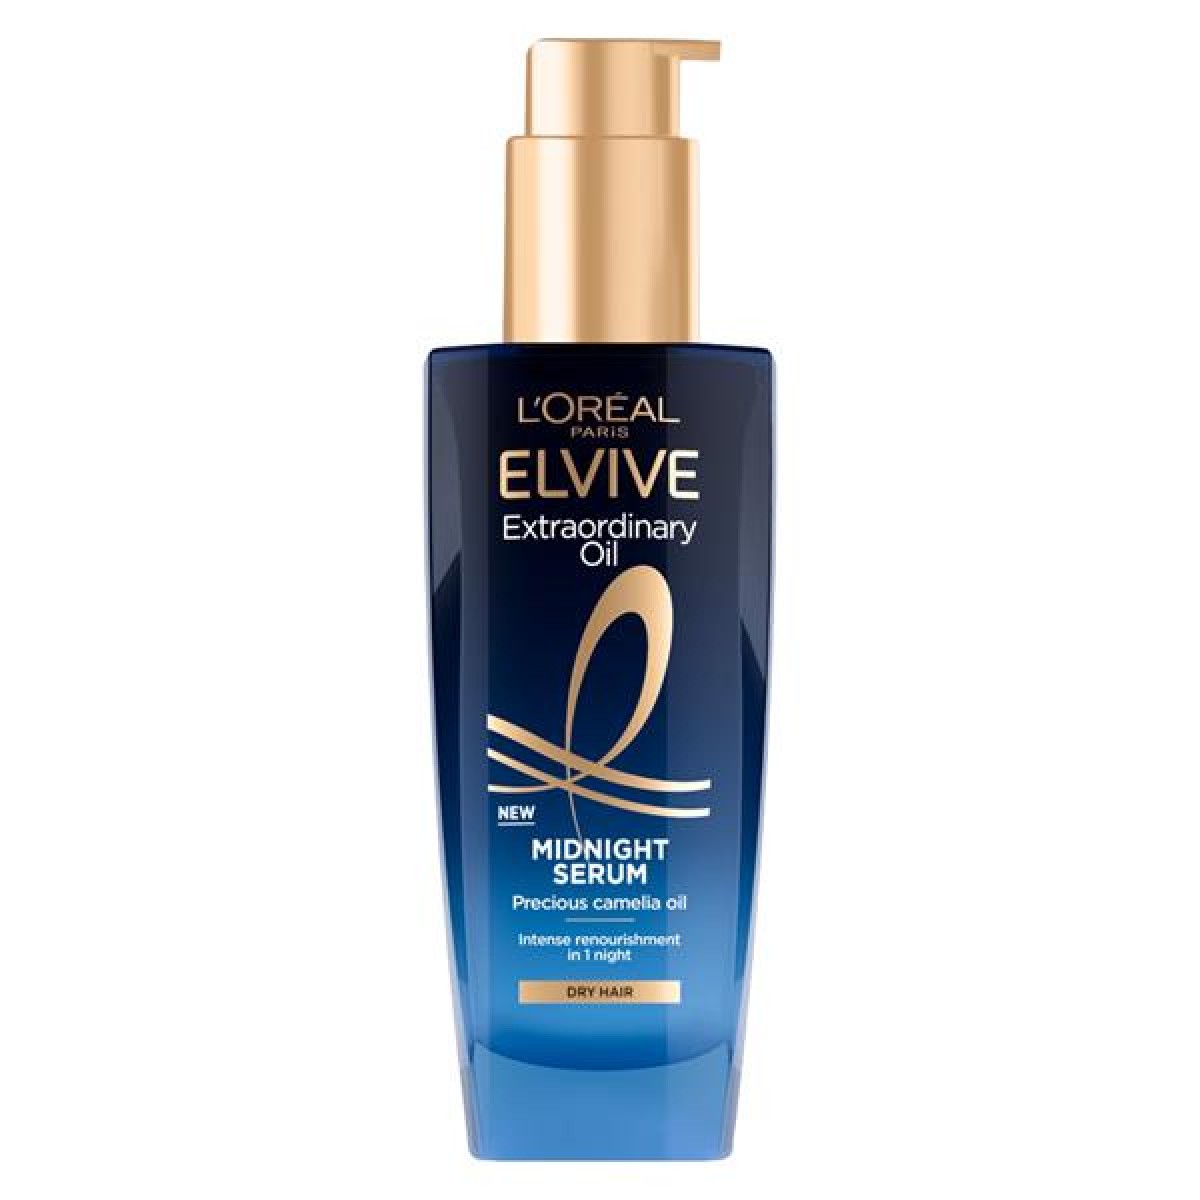 L'ORÉAL
PARiS
ELVIVE
Extraordinary
Oil
NEW
MIDNIGHT
SERUM
Precious camelia oil
Intense renourishment
in 1 night
DRY HAIR